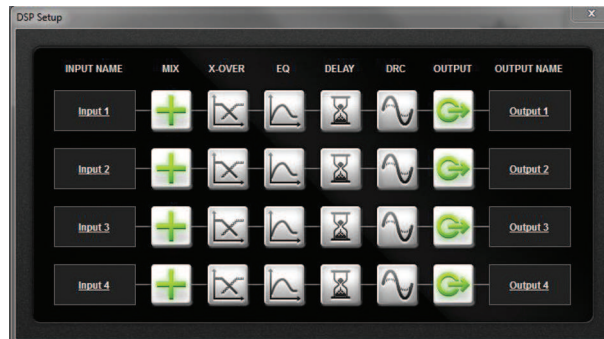 DSP Setup
x
INPUT NAME MIX X-OVER EQ DELAY DRC OUTPUT OUTPUT NAME
Input 1 Output 1
Input 2 Output 2
Input 3 Output 3
Input 4 Output 4